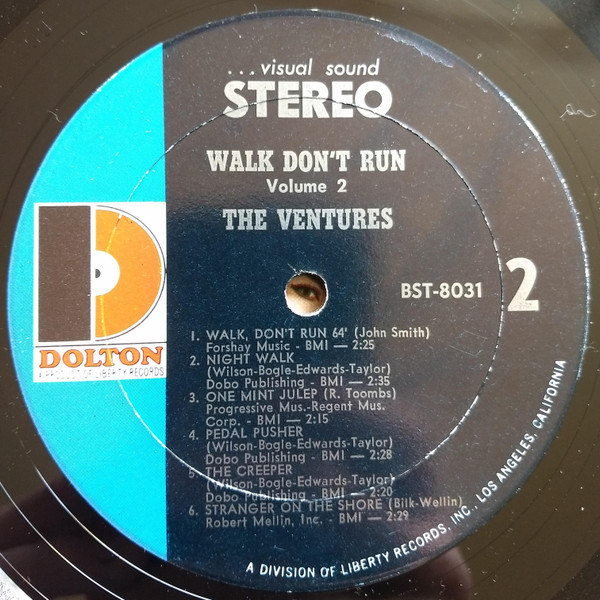 ...visual sound
STEREO
WALK DON'T RUN
Volume 2
THE VENTURES
BST-8031
2
1. WALK, DON'T RUN 64' (John Smith)
Forshay Music - BMI — 2:25
2. NIGHT WALK
(Wilson-Bogle-Edwards-Taylor)
Dobo Publishing - BMI — 2:35
3. ONE MINT JULEP (R. Toombs)
Progressive Mus.-Regent Mus.
Corp. - BMI — 2:15
4. PEDAL PUSHER
(Wilson-Bogle-Edwards-Taylor)
Dobo Publishing - BMI — 2:28
5. THE CREEPER
(Wilson-Bogle-Edwards-Taylor)
Dobo Publishing - BMI — 2:20
6. STRANGER ON THE SHORE (Bilk-Wellin)
Robert Mellin, Inc. - BMI — 2:29
D
DOLTON
A PRODUCT OF LIBERTY RECORDS
A DIVISION OF LIBERTY RECORDS, INC., LOS ANGELES, CALIFORNIA